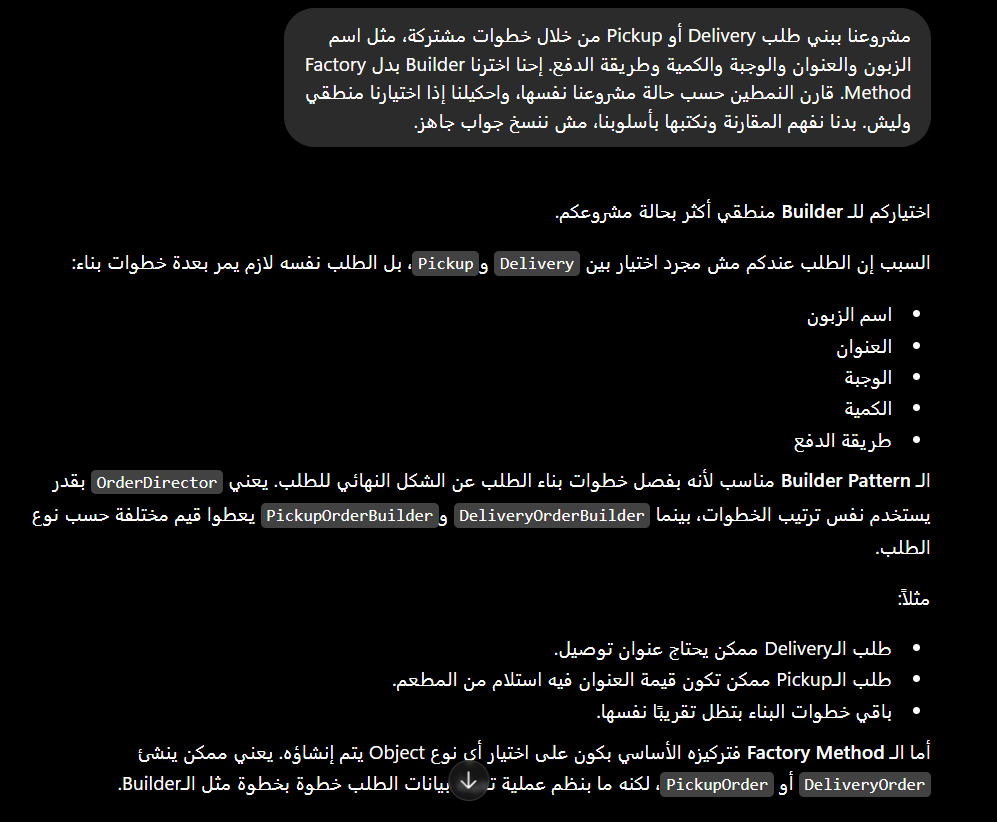 مشروعنا ببني طلب Delivery أو Pickup من خلال خطوات مشتركة، مثل اسم
الزبون والعنوان والوجبة والكمية وطريقة الدفع. إحنا اخترنا Builder بدل Factory
Method. قارن النمطين حسب حالة مشروعنا نفسها، واحكيلنا إذا اختيارنا منطقي
وليش. بدنا نفهم المقارنة ونكتبها بأسلوبنا، مش ننسخ جواب جاهز.
اختياركم للـ Builder منطقي أكثر بحالة مشروعكم.
السبب إن الطلب عندكم مش مجرد اختيار بين Delivery وPickup، بل الطلب نفسه لازم يمر بعدة خطوات بناء:
• اسم الزبون
• العنوان
• الوجبة
• الكمية
• طريقة الدفع
الـ Builder Pattern مناسب لأنه بفصل خطوات بناء الطلب عن الشكل النهائي للطلب. يعني OrderDirector بقدر
يستخدم نفس ترتيب الخطوات، بينما DeliveryOrderBuilder وPickupOrderBuilder يعطوا قيم مختلفة حسب نوع
الطلب.
مثلاً:
• طلب الـDelivery ممكن يحتاج عنوان توصيل.
• طلب الـPickup ممكن تكون قيمة العنوان فيه استلام من المطعم.
• باقي خطوات البناء بتظل تقريبًا نفسها.
أما الـ Factory Method فتركيزه الأساسي بكون على اختيار أي نوع Object يتم إنشاؤه. يعني ممكن ينشئ
DeliveryOrder أو PickupOrder، لكنه ما بنظم عملية بيانات الطلب خطوة بخطوة مثل الـBuilder.